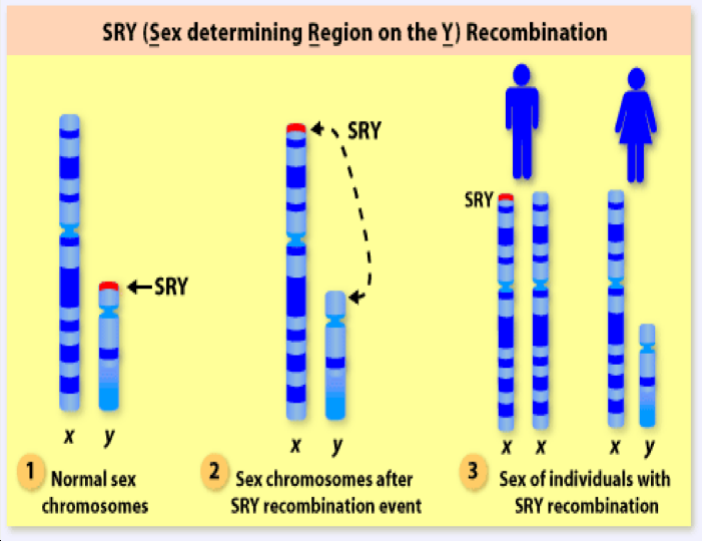 SRY (Sex determining Region on the Y) Recombination
SRY
x y
1 Normal sex
chromosomes
SRY
x y
2 Sex chromosomes after
SRY recombination event
SRY
x x x y
3 Sex of individuals with
SRY recombination